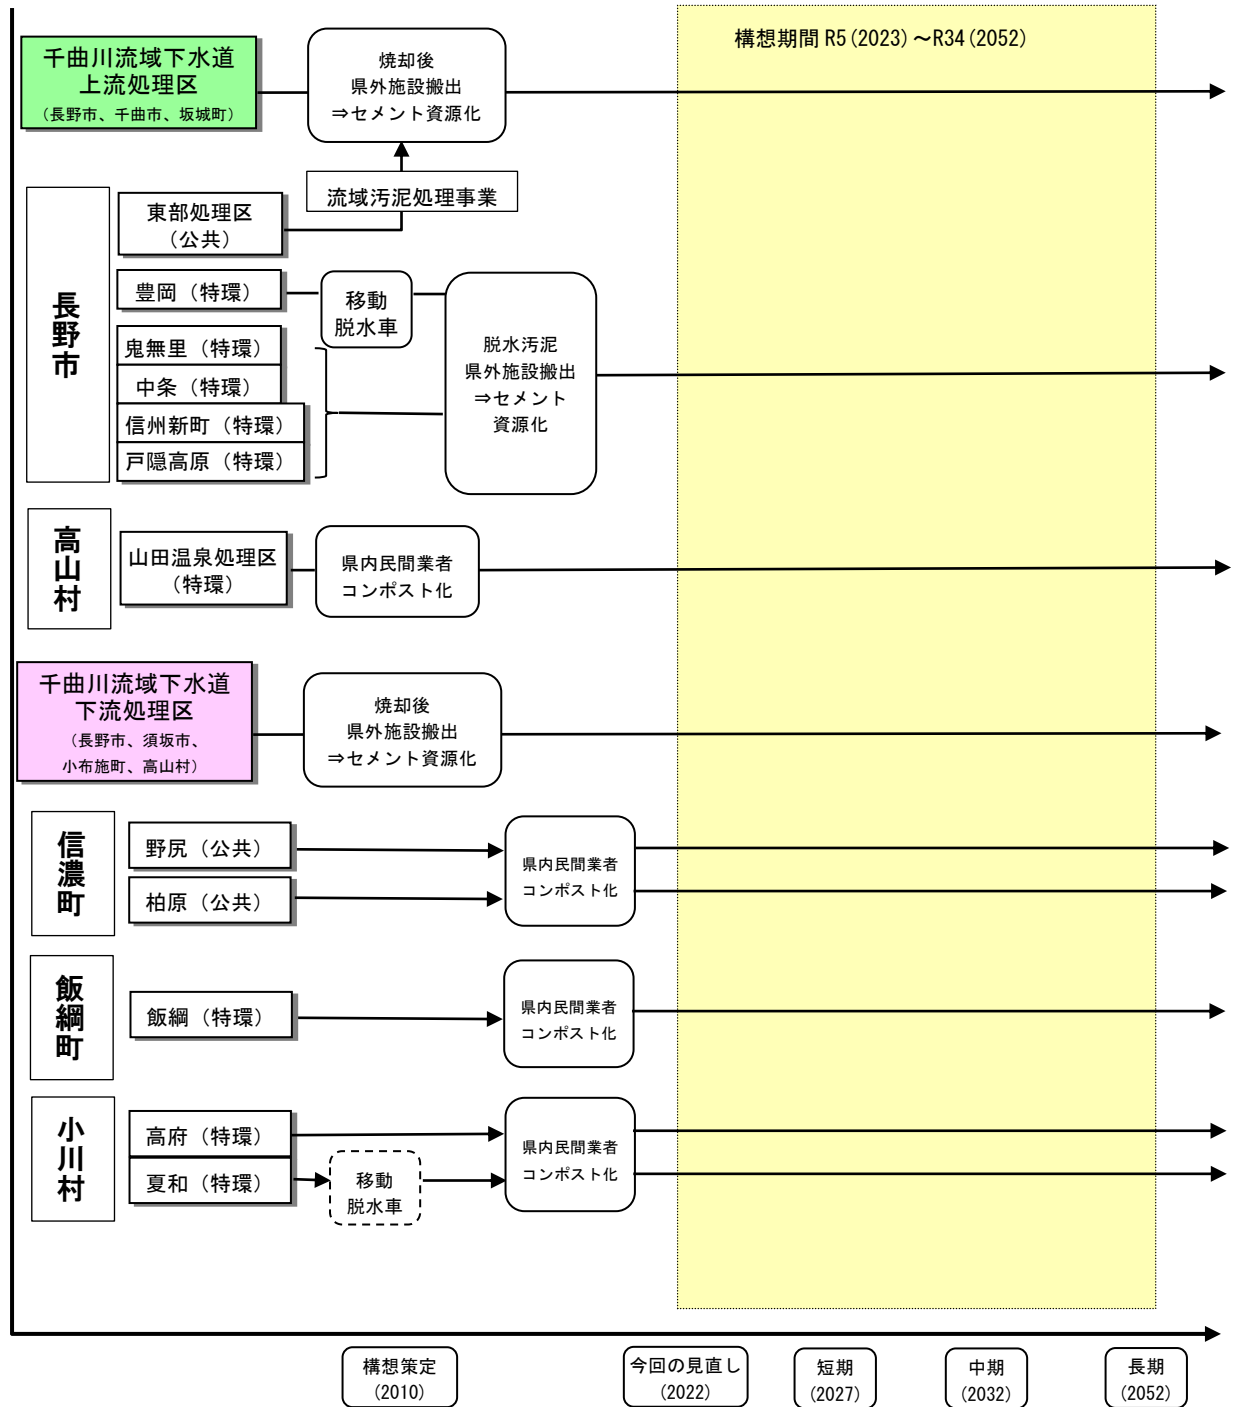 構想期間 R5(2023)～R34(2052)
千曲川流域下水道
上流処理区
（長野市、千曲市、坂城町）
焼却後
県外施設搬出
⇒セメント資源化
流域汚泥処理事業
長野市
東部処理区
（公共）
豊岡（特環）
移動
脱水車
鬼無里（特環）
中条（特環）
信州新町（特環）
戸隠高原（特環）
脱水汚泥
県外施設搬出
⇒セメント
資源化
高山村
山田温泉処理区
（特環）
県内民間業者
コンポスト化
千曲川流域下水道
下流処理区
（長野市、須坂市、
小布施町、高山村）
焼却後
県外施設搬出
⇒セメント資源化
信濃町
野尻（公共）
柏原（公共）
県内民間業者
コンポスト化
飯綱町
飯綱（特環）
県内民間業者
コンポスト化
小川村
高府（特環）
夏和（特環）
移動
脱水車
県内民間業者
コンポスト化
構想策定
(2010)
今回の見直し
(2022)
短期
(2027)
中期
(2032)
長期
(2052)